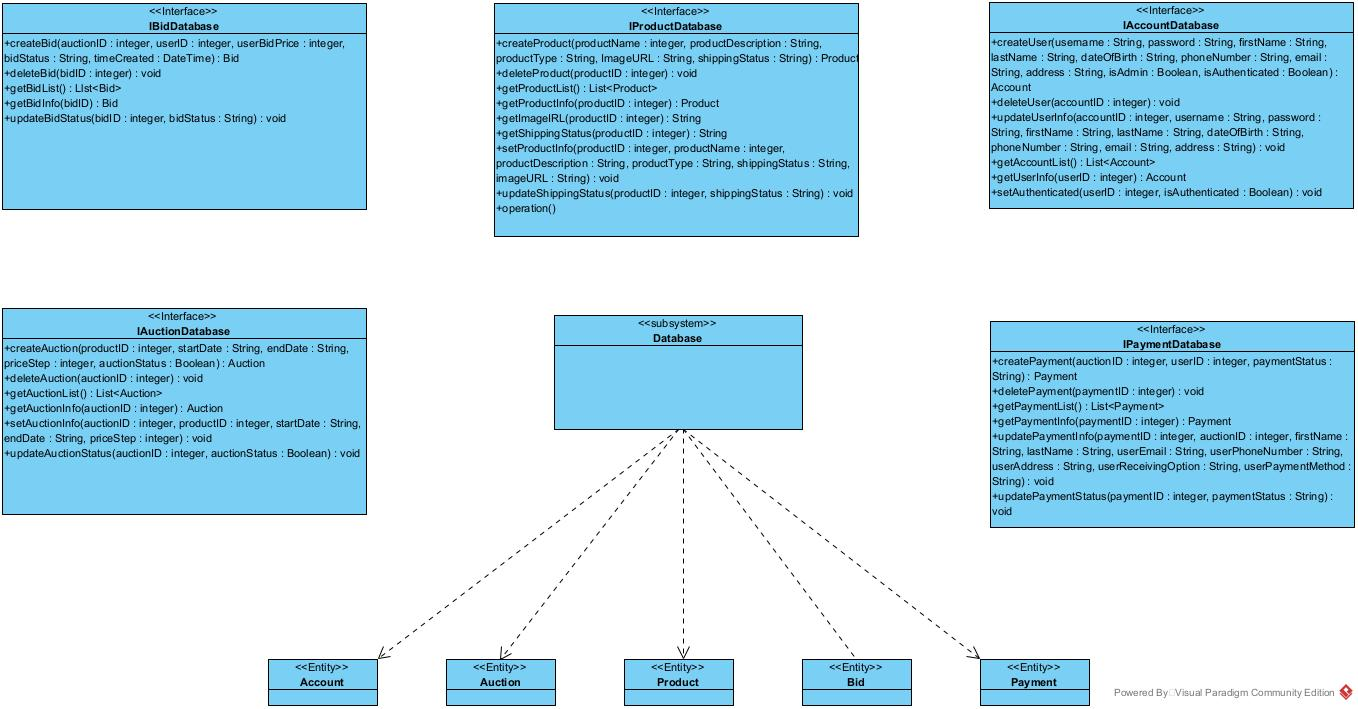 <<Interface>>
IBidDatabase
+createBid(auctionID : integer, userID : integer, userBidPrice : integer,
bidStatus : String, timeCreated : DateTime) : Bid
+deleteBid(bidID : integer) : void
+getBidList() : LIst<Bid>
+getBidInfo(bidID) : Bid
+updateBidStatus(bidID : integer, bidStatus : String) : void
<<Interface>>
IProductDatabase
+createProduct(productName : integer, productDescription : String,
productType : String, ImageURL : String, shippingStatus : String) : Product
+deleteProduct(productID : integer) : void
+getProductList() : List<Product>
+getProductInfo(productID : integer) : Product
+getImageIRL(productID : integer) : String
+getShippingStatus(productID : integer) : String
+setProductInfo(productID : integer, productName : integer,
productDescription : String, productType : String, shippingStatus : String,
imageURL : String) : void
+updateShippingStatus(productID : integer, shippingStatus : String) : void
+operation()
<<Interface>>
IAccountDatabase
+createUser(username : String, password : String, firstName : String,
lastName : String, dateOfBirth : String, phoneNumber : String, email :
String, address : String, isAdmin : Boolean, isAuthenticated : Boolean) :
Account
+deleteUser(accountID : integer) : void
+updateUserInfo(accountID : integer, username : String, password :
String, firstName : String, lastName : String, dateOfBirth : String,
phoneNumber : String, email : String, address : String) : void
+getAccountList() : List<Account>
+getUserInfo(userID : integer) : Account
+setAuthenticated(userID : integer, isAuthenticated : Boolean) : void
<<Interface>>
IAuctionDatabase
+createAuction(productID : integer, startDate : String, endDate : String,
priceStep : integer, auctionStatus : Boolean) : Auction
+deleteAuction(auctionID : integer) : void
+getAuctionList() : List<Auction>
+getAuctionInfo(auctionID : integer) : Auction
+setAuctionInfo(auctionID : integer, productID : integer, startDate : String,
endDate : String, priceStep : integer) : void
+updateAuctionStatus(auctionID : integer, auctionStatus : Boolean) : void
<<subsystem>>
Database
<<Interface>>
IPaymentDatabase
+createPayment(auctionID : integer, userID : integer, paymentStatus :
String) : Payment
+deletePayment(paymentID : integer) : void
+getPaymentList() : List<Payment>
+getPaymentInfo(paymentID : integer) : Payment
+updatePaymentInfo(paymentID : integer, auctionID : integer, firstName :
String, lastName : String, userEmail : String, userPhoneNumber : String,
userAddress : String, userReceivingOption : String, userPaymentMethod :
String) : void
+updatePaymentStatus(paymentID : integer, paymentStatus : String) :
void
<<Entity>>
Account
<<Entity>>
Auction
<<Entity>>
Product
<<Entity>>
Bid
<<Entity>>
Payment
Powered By Visual Paradigm Community Edition